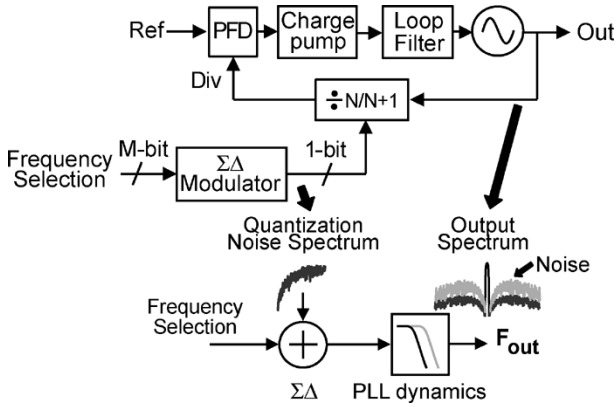 Ref
PFD
Charge
pump
Loop
Filter
Out
Div
÷ N/N+1
M-bit
1-bit
Frequency
Selection
ΣΔ
Modulator
Quantization
Noise Spectrum
Output
Spectrum
Noise
Frequency
Selection
+
ΣΔ
PLL dynamics
Fout